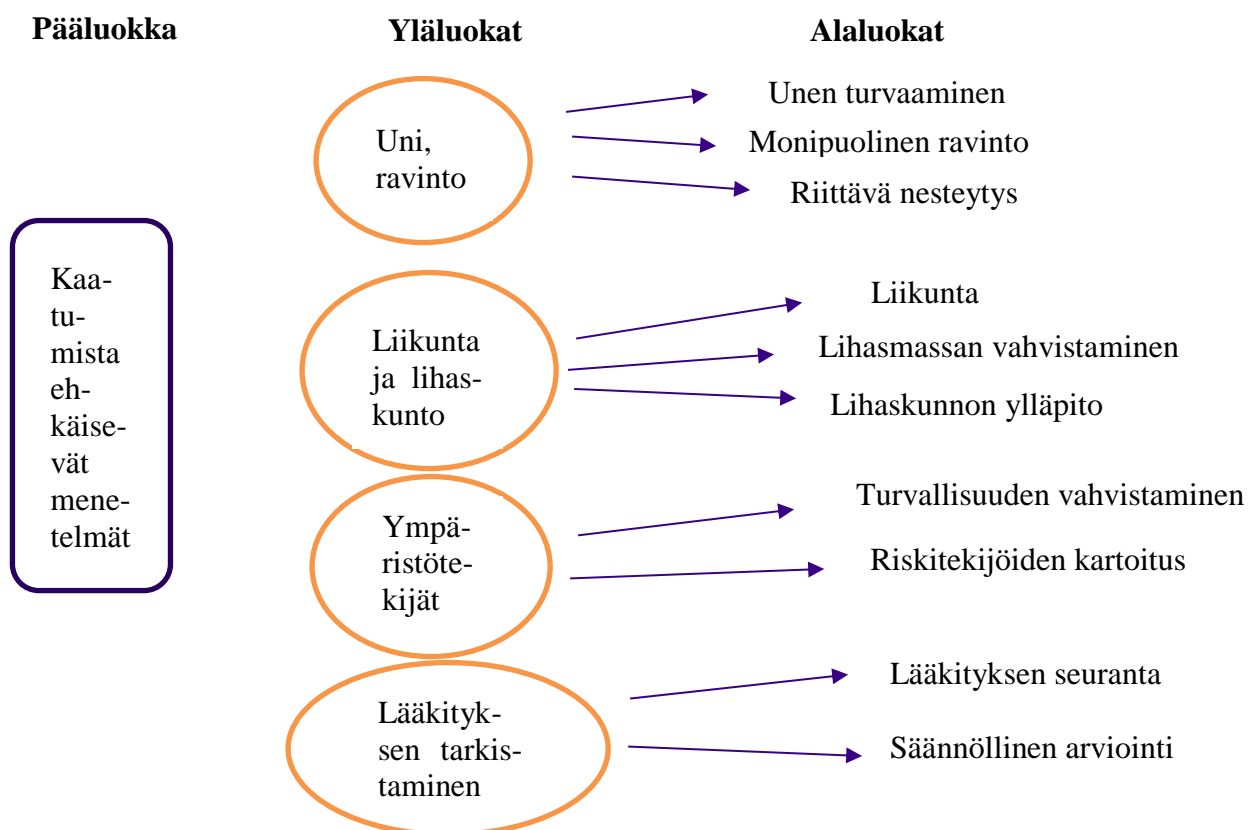 Pääluokka
Yläluokat
Alaluokat
Uni,
ravinto
Unen turvaaminen
Monipuolinen ravinto
Riittävä nesteytys
Kaa-
tu-
mista
eh-
käise-
vät
mene-
telmät
Liikunta
ja lihas-
kunto
Liikunta
Lihasmassan vahvistaminen
Lihaskunnon ylläpito
Ympä-
ristöte-
kijät
Turvallisuuden vahvistaminen
Riskitekijöiden kartoitus
Lääkityk-
sen tarkis-
taminen
Lääkityksen seuranta
Säännöllinen arviointi